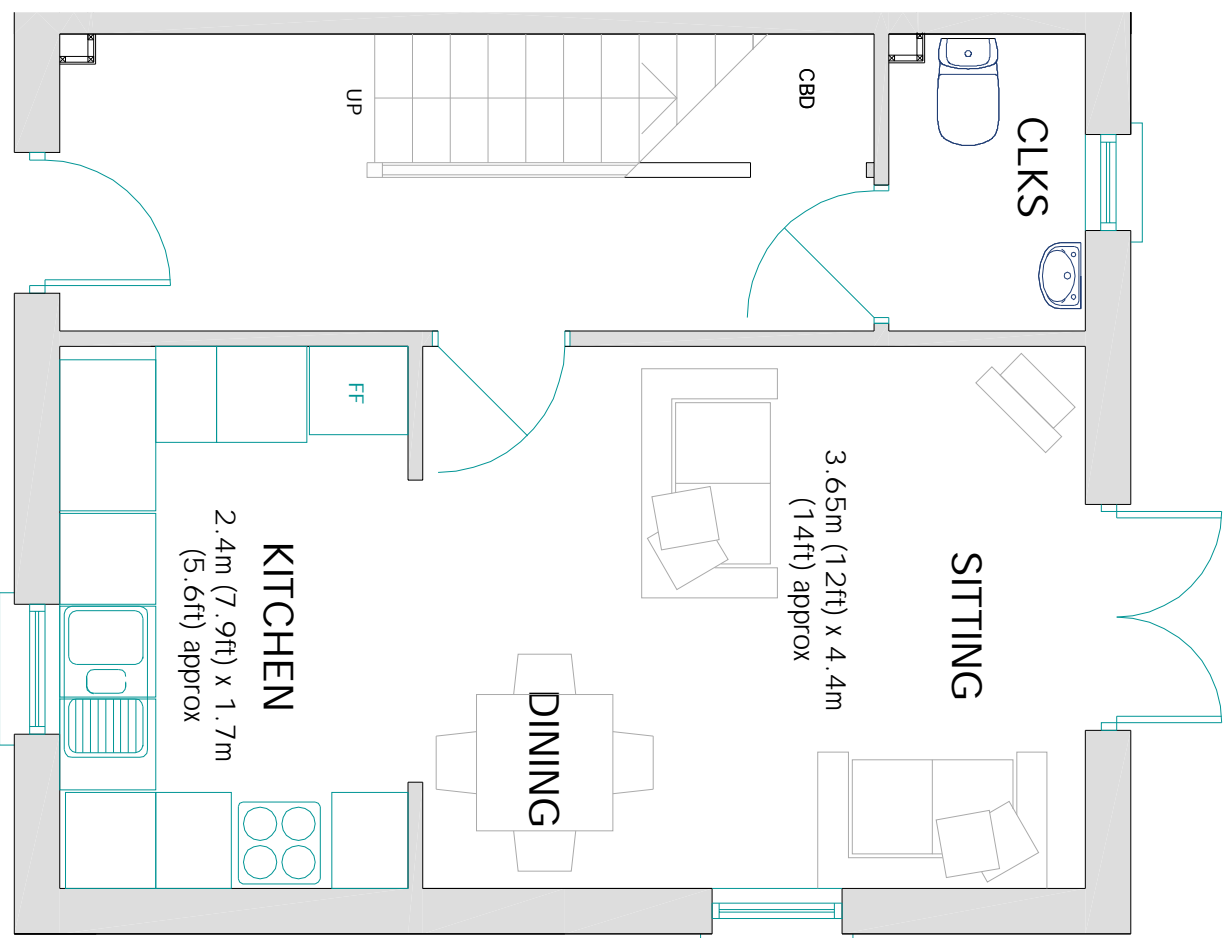 UP
CBD
CLKS
FF
KITCHEN
2.4m (7.9ft) x 1.7m
(5.6ft) approx
DINING
SITTING
3.65m (12ft) x 4.4m
(14ft) approx